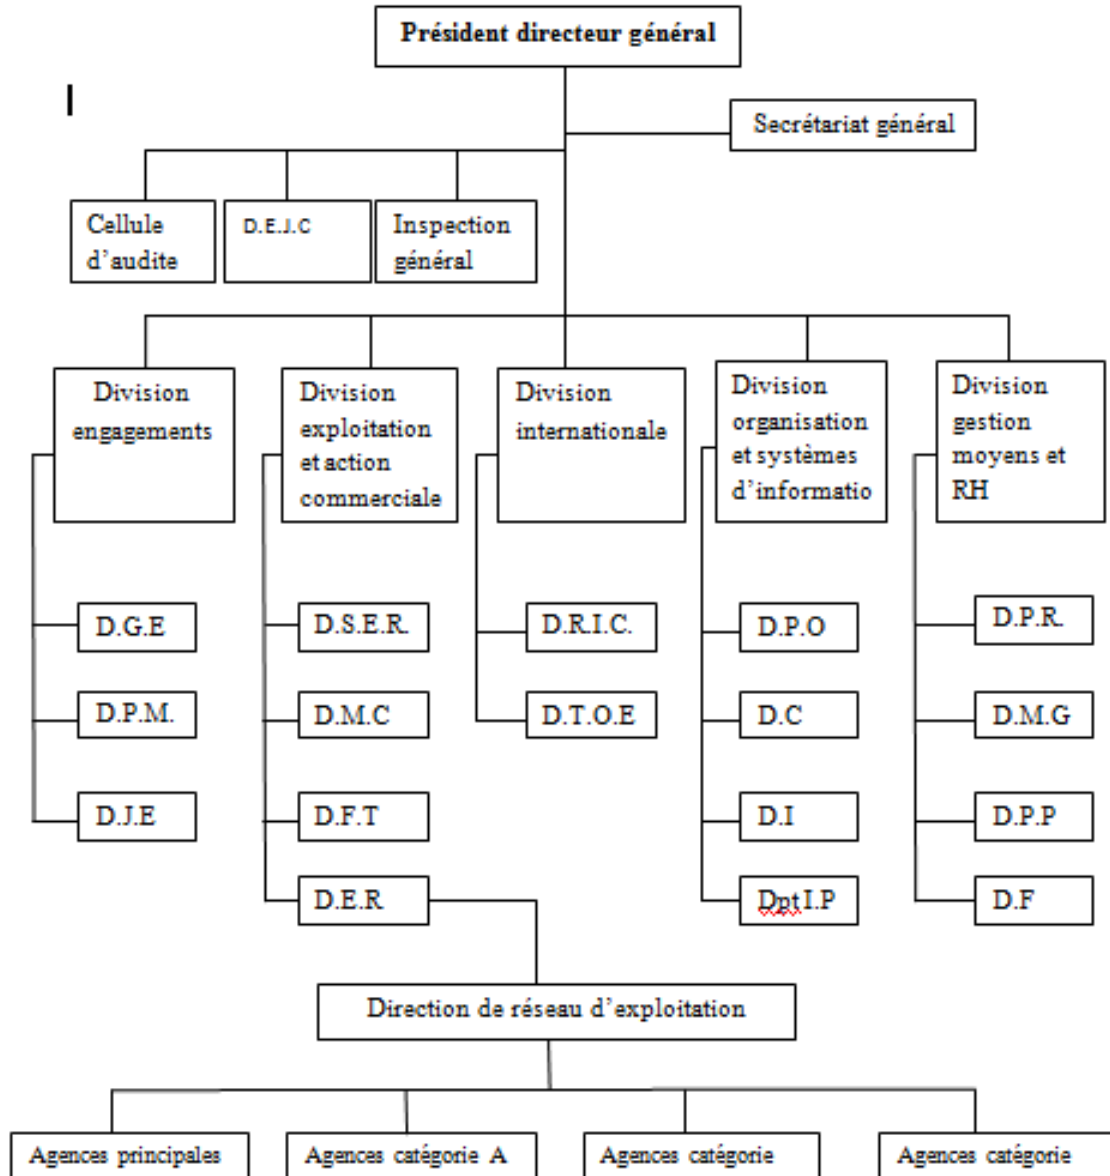 Président directeur général
Secrétariat général
Cellule
d'audite
D.E.J.C
Inspection
général
Division
engagements
Division
exploitation
et action
commerciale
Division
internationale
Division
organisation
et systèmes
d'informatio
Division
gestion
moyens et
RH
D.G.E
D.S.E.R.
D.R.I.C.
D.P.O
D.P.R.
D.P.M.
D.M.C
D.T.O.E
D.C
D.M.G
D.J.E
D.F.T
D.I
D.P.P
D.E.R
Dpt I.P
D.F
Direction de réseau d'exploitation
Agences principales
Agences catégorie A
Agences catégorie
Agences catégorie